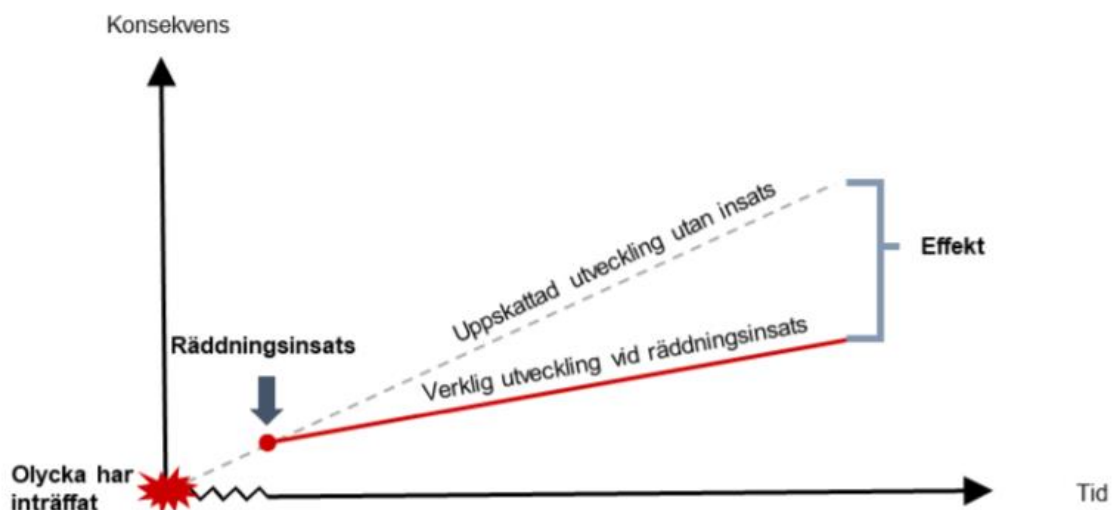 Konsekvens
Uppskattad utveckling utan insats
Effekt
Räddningsinsats
Verklig utveckling vid räddningsinsats
Olycka har
inträffat
Tid